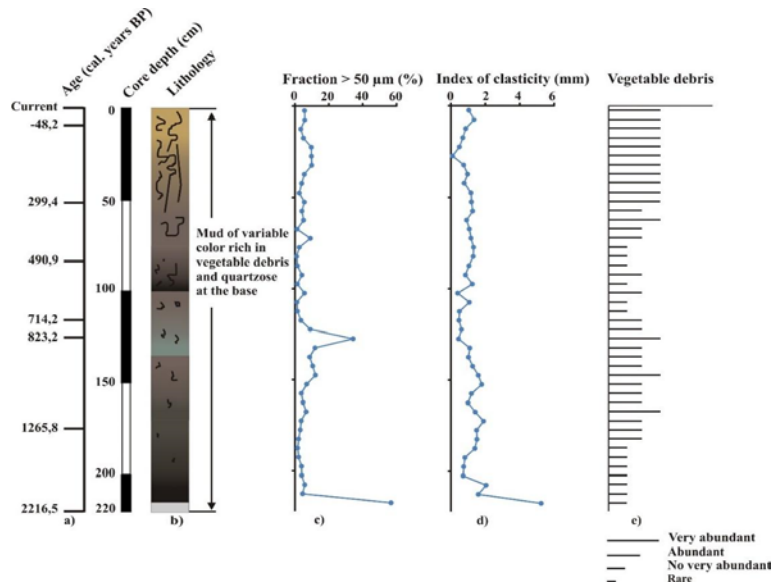 Age (cal. years BP)
Core depth (cm)
Lithology
Fraction > 50 µm (%)
Index of clasticity (mm)
Vegetable debris
0 30 60
0 2 4 6
Current
-48,2
299,4
490,9
714,2
823,2
1265,8
2216,5
0
50
100
150
200
220
Mud of variable
color rich in
vegetable debris
and quartzose
at the base
a)
b)
c)
d)
e)
Very abundant
Abundant
No very abundant
Rare